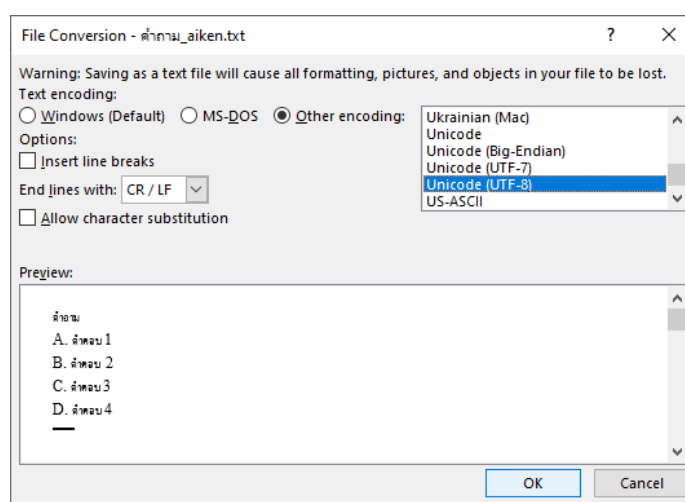 File Conversion - คำถาม_aiken.txt ? ×
Warning: Saving as a text file will cause all formatting, pictures, and objects in your file to be lost.
Text encoding:
Windows (Default) MS-DOS Other encoding:
Ukrainian (Mac)
Unicode
Unicode (Big-Endian)
Unicode (UTF-7)
Unicode (UTF-8)
US-ASCII
Options:
Insert line breaks
End lines with: CR / LF
Allow character substitution
Preview:
คำถาม
A. คำตอบ 1
B. คำตอบ 2
C. คำตอบ 3
D. คำตอบ 4
OK Cancel